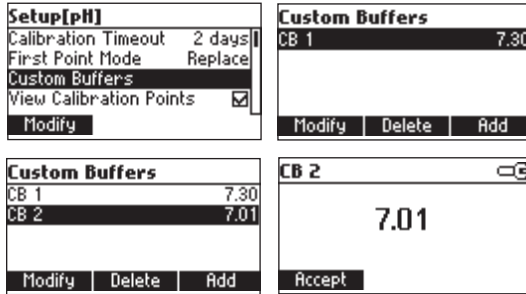 Setup[pH]
Calibration Timeout 2 days
First Point Mode Replace
Custom Buffers
View Calibration Points
Modify
Custom Buffers
CB 1 7.30
Modify Delete Add
Custom Buffers
CB 1 7.30
CB 2 7.01
Modify Delete Add
CB 2
7.01
Accept